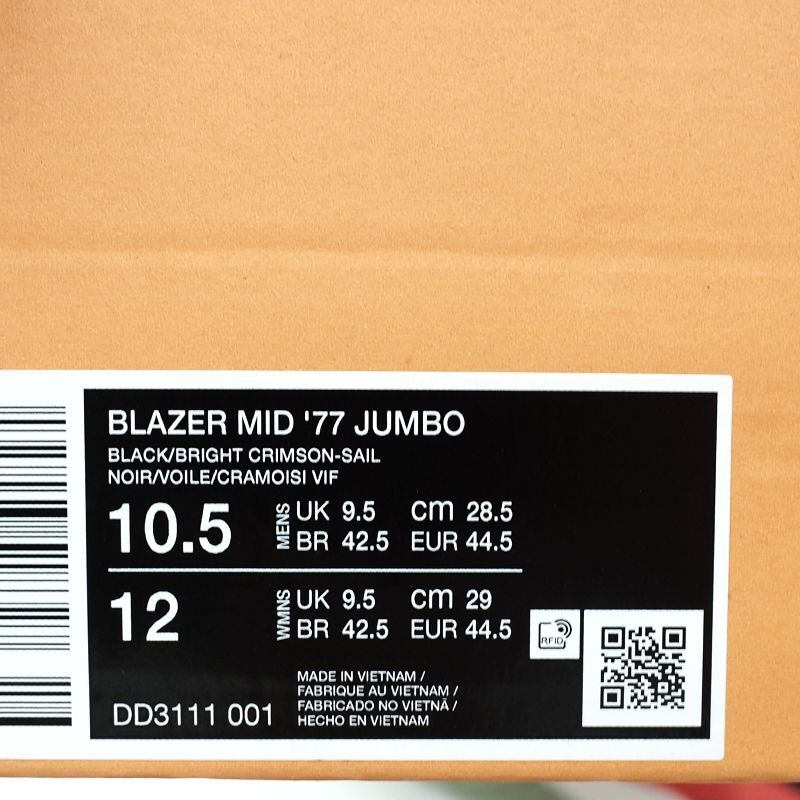 BLAZER MID '77 JUMBO
BLACK/BRIGHT CRIMSON-SAIL
NOIR/VOILE/CRAMOISI VIF
10.5 MENS UK 9.5 cm 28.5
BR 42.5 EUR 44.5
12 WMNS UK 9.5 cm 29
BR 42.5 EUR 44.5
RFID
MADE IN VIETNAM /
FABRIQUE AU VIETNAM /
FABRICADO NO VIETNÃ /
HECHO EN VIETNAM
DD3111 001